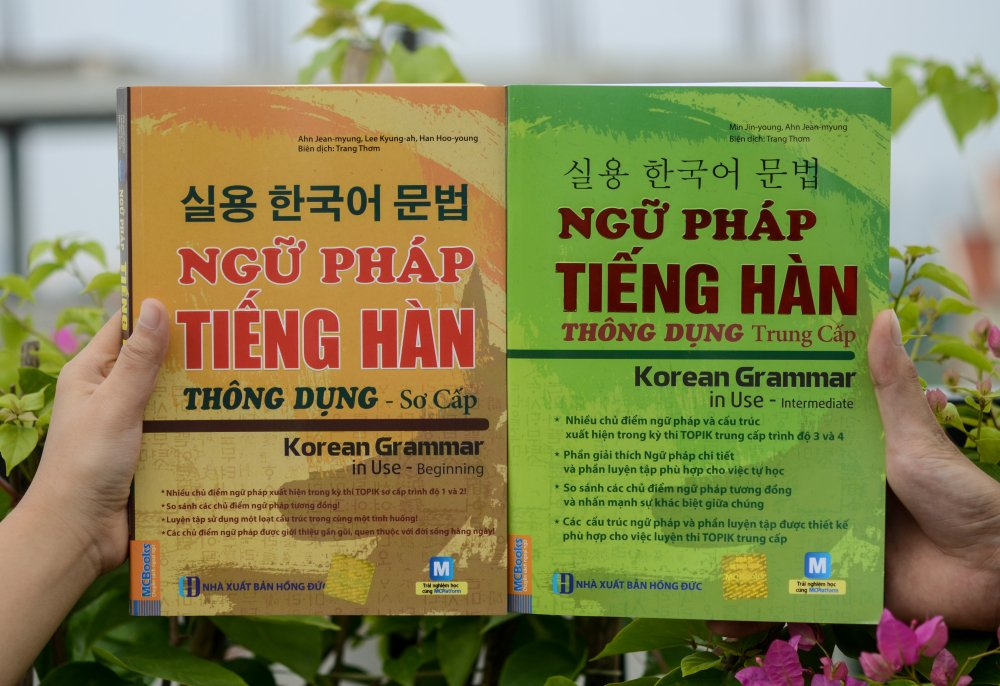 Ahn Jean-myung, Lee Kyung-ah, Han Hoo-young
Biên dịch: Trang Thơm
실용 한국어 문법
NGỮ PHÁP
TIẾNG HÀN
THÔNG DỤNG - Sơ Cấp
Korean Grammar
in Use - Beginning
* Nhiều chủ điểm ngữ pháp xuất hiện trong kỳ thi TOPIK sơ cấp trình độ 1 và 2!
* So sánh các chủ điểm ngữ pháp tương đồng!
* Luyện tập sử dụng một loạt cấu trúc trong cùng một tình huống!
* Các chủ điểm ngữ pháp được giới thiệu gần gũi, quen thuộc với đời sống hàng ngày!
MCBooks
NHÀ XUẤT BẢN HỒNG ĐỨC
M
Trải nghiệm học
cùng MCPlatform
NGỮ PHÁP
Min Jin-young, Ahn Jean-myung
Biên dịch: Trang Thơm
실용 한국어 문법
NGỮ PHÁP
TIẾNG HÀN
THÔNG DỤNG Trung Cấp
Korean Grammar
in Use - Intermediate
* Nhiều chủ điểm ngữ pháp và cấu trúc
xuất hiện trong kỳ thi TOPIK trung cấp trình độ 3 và 4
* Phần giải thích Ngữ pháp chi tiết
và phần luyện tập phù hợp cho việc tự học
* So sánh các chủ điểm ngữ pháp tương đồng
và nhấn mạnh sự khác biệt giữa chúng
* Các cấu trúc ngữ pháp và phần luyện tập được thiết kế
phù hợp cho việc luyện thi TOPIK trung cấp
MCBooks
NHÀ XUẤT BẢN HỒNG ĐỨC
M
Trải nghiệm học
cùng MCPlatform